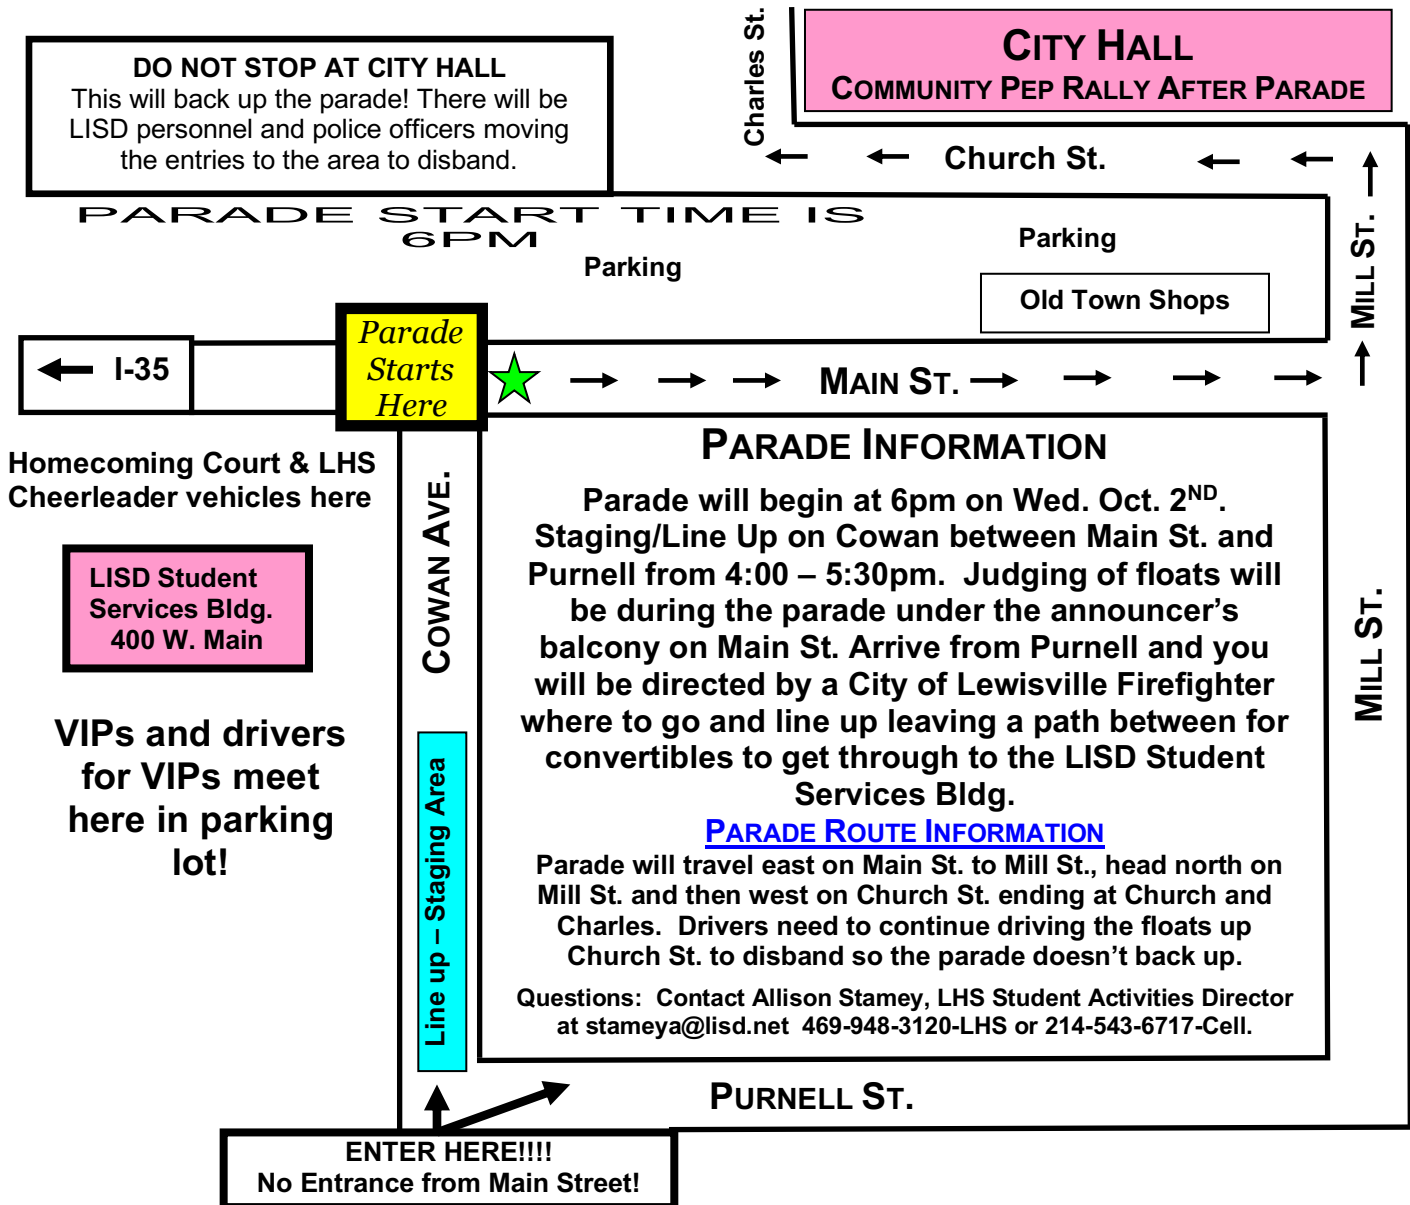 DO NOT STOP AT CITY HALL
This will back up the parade! There will be
LISD personnel and police officers moving
the entries to the area to disband.
Charles St.
CITY HALL
COMMUNITY PEP RALLY AFTER PARADE
Church St.
PARADE START TIME IS
6PM
Parking
Parking
Old Town Shops
MILL ST.
I-35
Parade
Starts
Here
MAIN ST.
Homecoming Court & LHS
Cheerleader vehicles here
LISD Student
Services Bldg.
400 W. Main
VIPs and drivers
for VIPs meet
here in parking
lot!
COWAN AVE.
Line up – Staging Area
PARADE INFORMATION
Parade will begin at 6pm on Wed. Oct. 2ND.
Staging/Line Up on Cowan between Main St. and
Purnell from 4:00 – 5:30pm.  Judging of floats will
be during the parade under the announcer’s
balcony on Main St. Arrive from Purnell and you
will be directed by a City of Lewisville Firefighter
where to go and line up leaving a path between for
convertibles to get through to the LISD Student
Services Bldg.
PARADE ROUTE INFORMATION
Parade will travel east on Main St. to Mill St., head north on
Mill St. and then west on Church St. ending at Church and
Charles.  Drivers need to continue driving the floats up
Church St. to disband so the parade doesn’t back up.
Questions:  Contact Allison Stamey, LHS Student Activities Director
at stameya@lisd.net  469-948-3120-LHS or 214-543-6717-Cell.
MILL ST.
PURNELL ST.
ENTER HERE!!!!
No Entrance from Main Street!